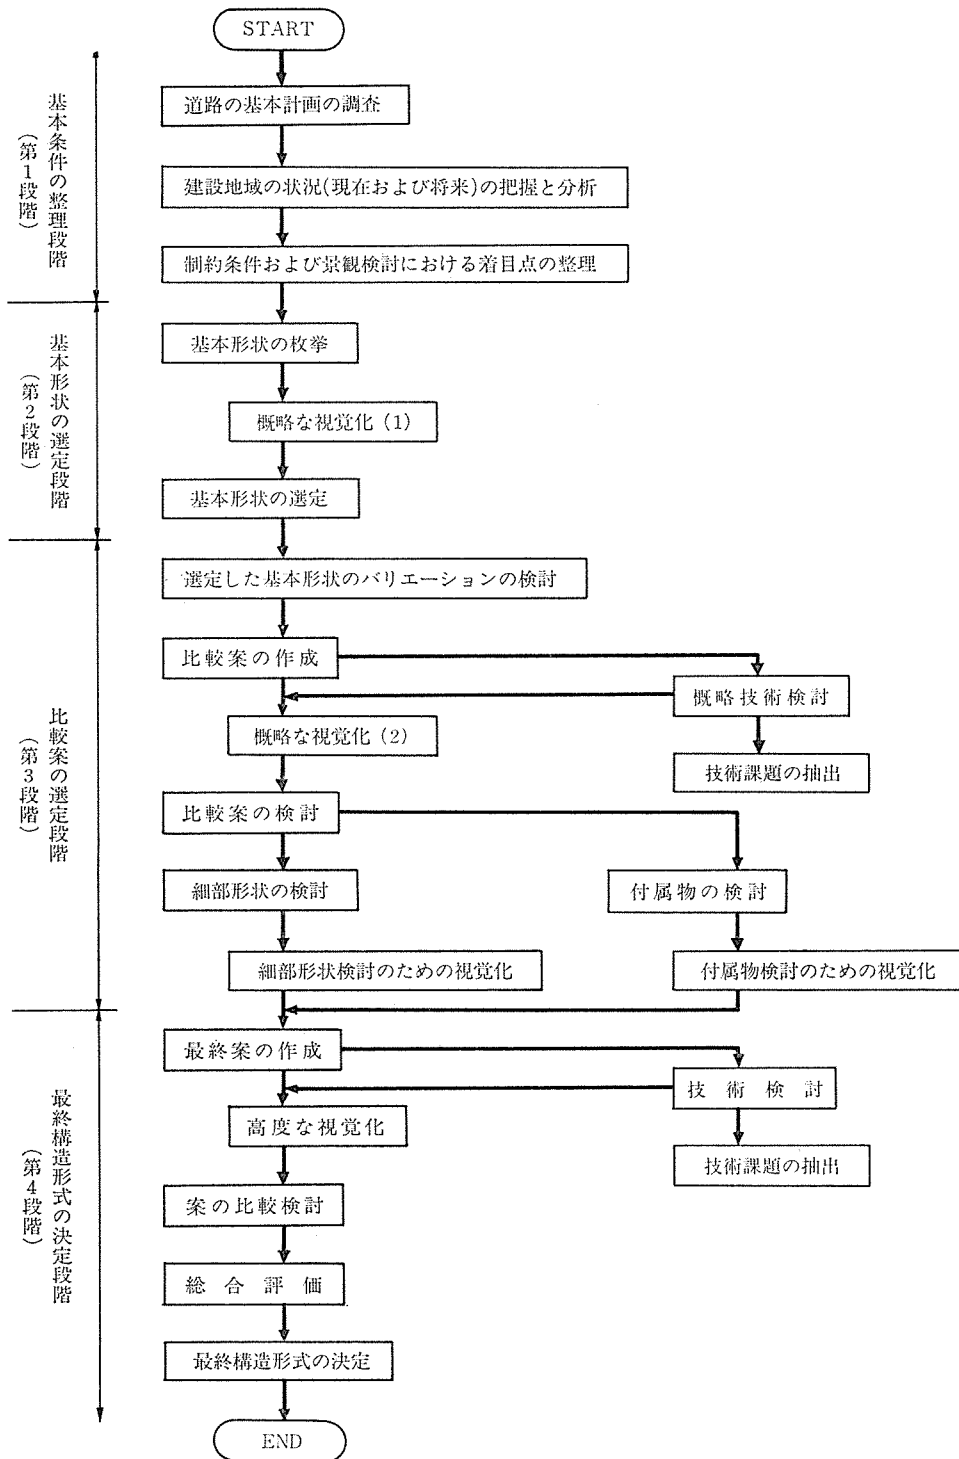 START
基本条件の整理段階
(第1段階)
道路の基本計画の調査
建設地域の状況(現在および将来)の把握と分析
制約条件および景観検討における着目点の整理
基本形状の選定段階
(第2段階)
基本形状の枚挙
概略な視覚化 (1)
基本形状の選定
比較案の選定段階
(第3段階)
選定した基本形状のバリエーションの検討
比較案の作成
概略技術検討
概略な視覚化 (2)
技術課題の抽出
比較案の検討
細部形状の検討
付属物の検討
細部形状検討のための視覚化
付属物検討のための視覚化
最終構造形式の決定段階
(第4段階)
最終案の作成
技術検討
高度な視覚化
技術課題の抽出
案の比較検討
総合評価
最終構造形式の決定
END